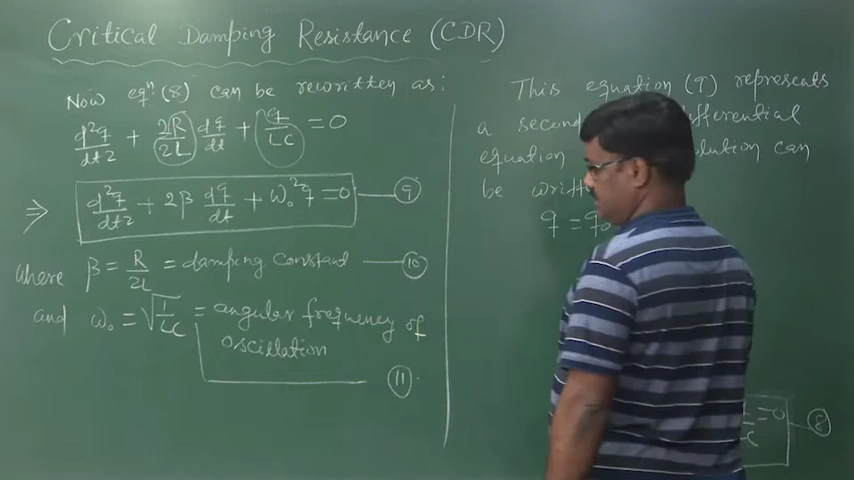 Critical Damping Resistance (CDR)
Now eqⁿ (8) can be rewritten as:
d²q/dt2 + 2R/2L dq/dt + q/LC = 0
⇒ d²q/dt2 + 2β dq/dt + ω₀²q = 0 — (9)
where β = R/2L = damping constant — (10)
and ω₀ = √1/LC = angular frequency of
oscillation
(11)
This equation (9) represents
a second
equation can
be
q = q₀
= 0 — (8)